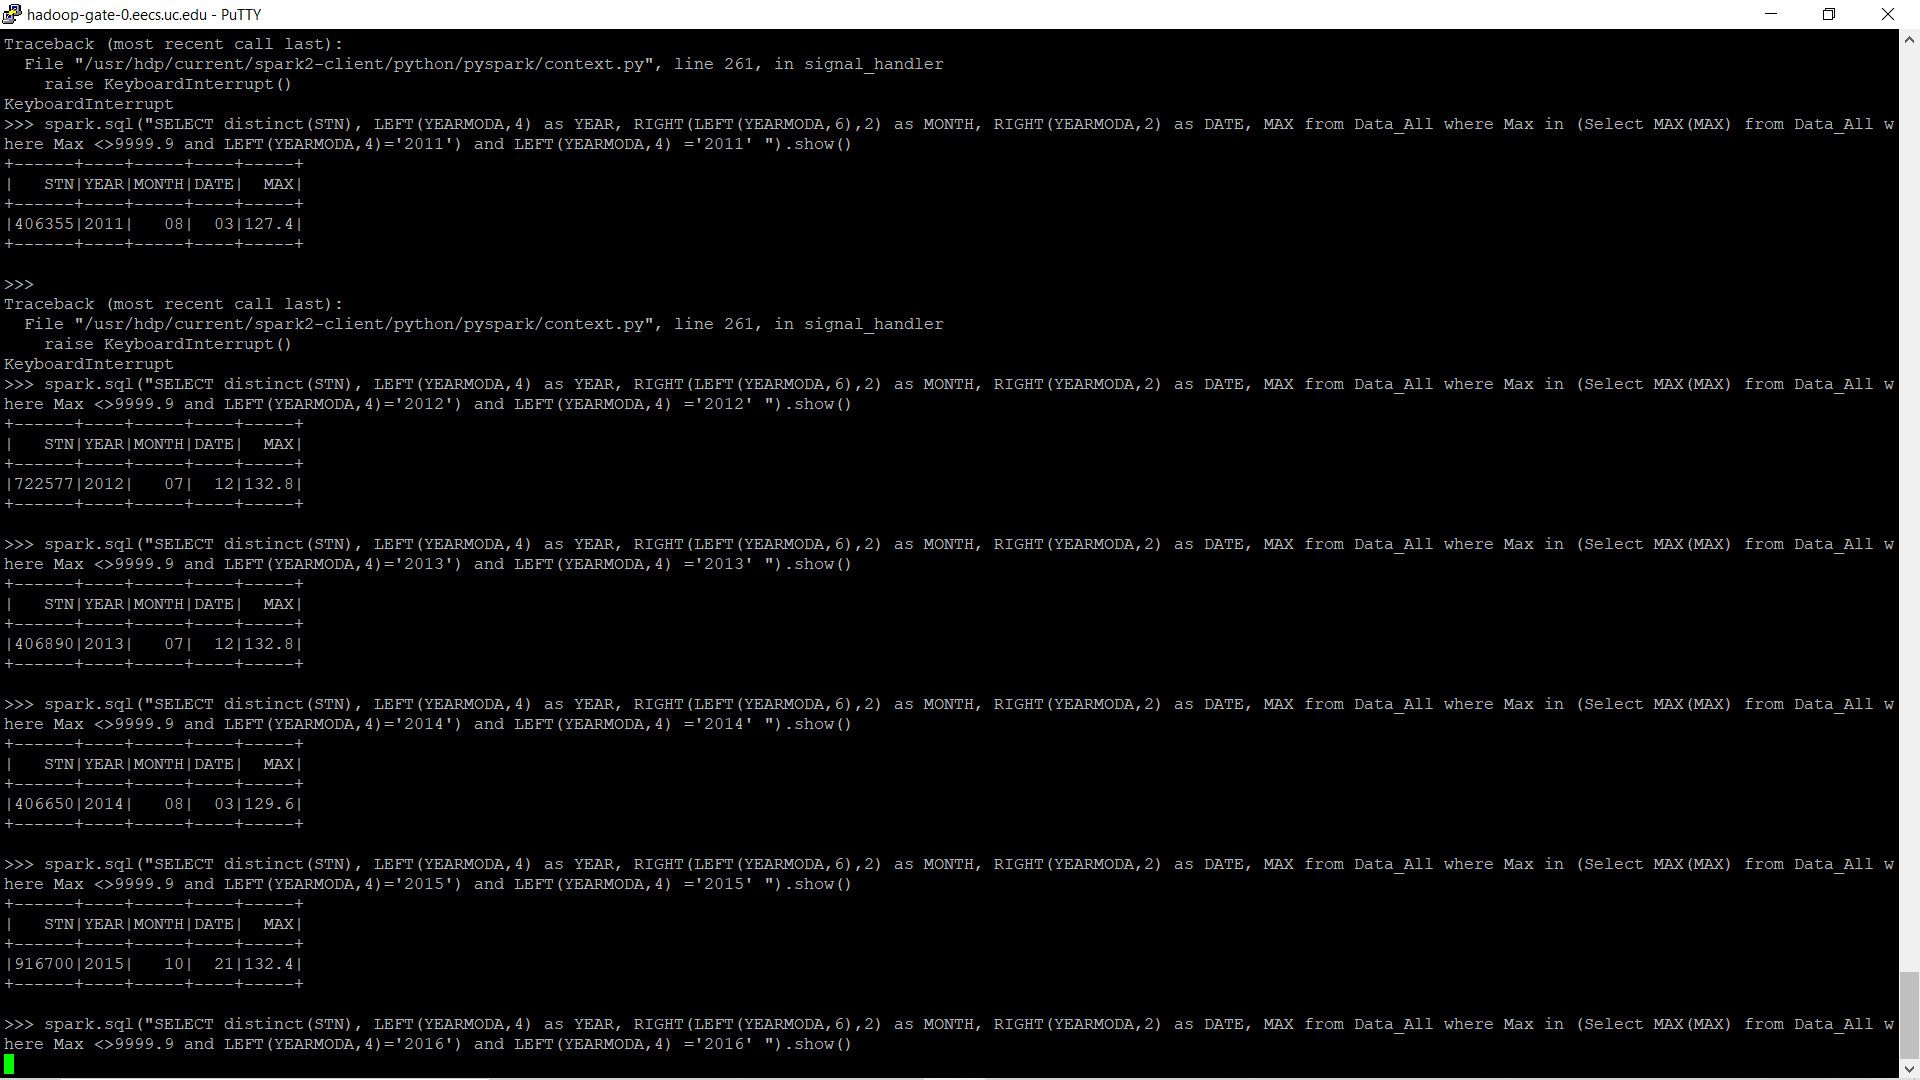 hadoop-gate-0.eecs.uc.edu - PuTTY
Traceback (most recent call last):
  File "/usr/hdp/current/spark2-client/python/pyspark/context.py", line 261, in signal_handler
    raise KeyboardInterrupt()
KeyboardInterrupt
>>> spark.sql("SELECT distinct(STN), LEFT(YEARMODA,4) as YEAR, RIGHT(LEFT(YEARMODA,6),2) as MONTH, RIGHT(YEARMODA,2) as DATE, MAX from Data_All where Max in (Select MAX(MAX) from Data_All w
here Max <>9999.9 and LEFT(YEARMODA,4)='2011') and LEFT(YEARMODA,4) ='2011' ").show()
+------+----+-----+----+-----+
|   STN|YEAR|MONTH|DATE|  MAX|
+------+----+-----+----+-----+
|406355|2011|   08|  03|127.4|
+------+----+-----+----+-----+
>>>
Traceback (most recent call last):
  File "/usr/hdp/current/spark2-client/python/pyspark/context.py", line 261, in signal_handler
    raise KeyboardInterrupt()
KeyboardInterrupt
>>> spark.sql("SELECT distinct(STN), LEFT(YEARMODA,4) as YEAR, RIGHT(LEFT(YEARMODA,6),2) as MONTH, RIGHT(YEARMODA,2) as DATE, MAX from Data_All where Max in (Select MAX(MAX) from Data_All w
here Max <>9999.9 and LEFT(YEARMODA,4)='2012') and LEFT(YEARMODA,4) ='2012' ").show()
+------+----+-----+----+-----+
|   STN|YEAR|MONTH|DATE|  MAX|
+------+----+-----+----+-----+
|722577|2012|   07|  12|132.8|
+------+----+-----+----+-----+
>>> spark.sql("SELECT distinct(STN), LEFT(YEARMODA,4) as YEAR, RIGHT(LEFT(YEARMODA,6),2) as MONTH, RIGHT(YEARMODA,2) as DATE, MAX from Data_All where Max in (Select MAX(MAX) from Data_All w
here Max <>9999.9 and LEFT(YEARMODA,4)='2013') and LEFT(YEARMODA,4) ='2013' ").show()
+------+----+-----+----+-----+
|   STN|YEAR|MONTH|DATE|  MAX|
+------+----+-----+----+-----+
|406890|2013|   07|  12|132.8|
+------+----+-----+----+-----+
>>> spark.sql("SELECT distinct(STN), LEFT(YEARMODA,4) as YEAR, RIGHT(LEFT(YEARMODA,6),2) as MONTH, RIGHT(YEARMODA,2) as DATE, MAX from Data_All where Max in (Select MAX(MAX) from Data_All w
here Max <>9999.9 and LEFT(YEARMODA,4)='2014') and LEFT(YEARMODA,4) ='2014' ").show()
+------+----+-----+----+-----+
|   STN|YEAR|MONTH|DATE|  MAX|
+------+----+-----+----+-----+
|406650|2014|   08|  03|129.6|
+------+----+-----+----+-----+
>>> spark.sql("SELECT distinct(STN), LEFT(YEARMODA,4) as YEAR, RIGHT(LEFT(YEARMODA,6),2) as MONTH, RIGHT(YEARMODA,2) as DATE, MAX from Data_All where Max in (Select MAX(MAX) from Data_All w
here Max <>9999.9 and LEFT(YEARMODA,4)='2015') and LEFT(YEARMODA,4) ='2015' ").show()
+------+----+-----+----+-----+
|   STN|YEAR|MONTH|DATE|  MAX|
+------+----+-----+----+-----+
|916700|2015|   10|  21|132.4|
+------+----+-----+----+-----+
>>> spark.sql("SELECT distinct(STN), LEFT(YEARMODA,4) as YEAR, RIGHT(LEFT(YEARMODA,6),2) as MONTH, RIGHT(YEARMODA,2) as DATE, MAX from Data_All where Max in (Select MAX(MAX) from Data_All w
here Max <>9999.9 and LEFT(YEARMODA,4)='2016') and LEFT(YEARMODA,4) ='2016' ").show()